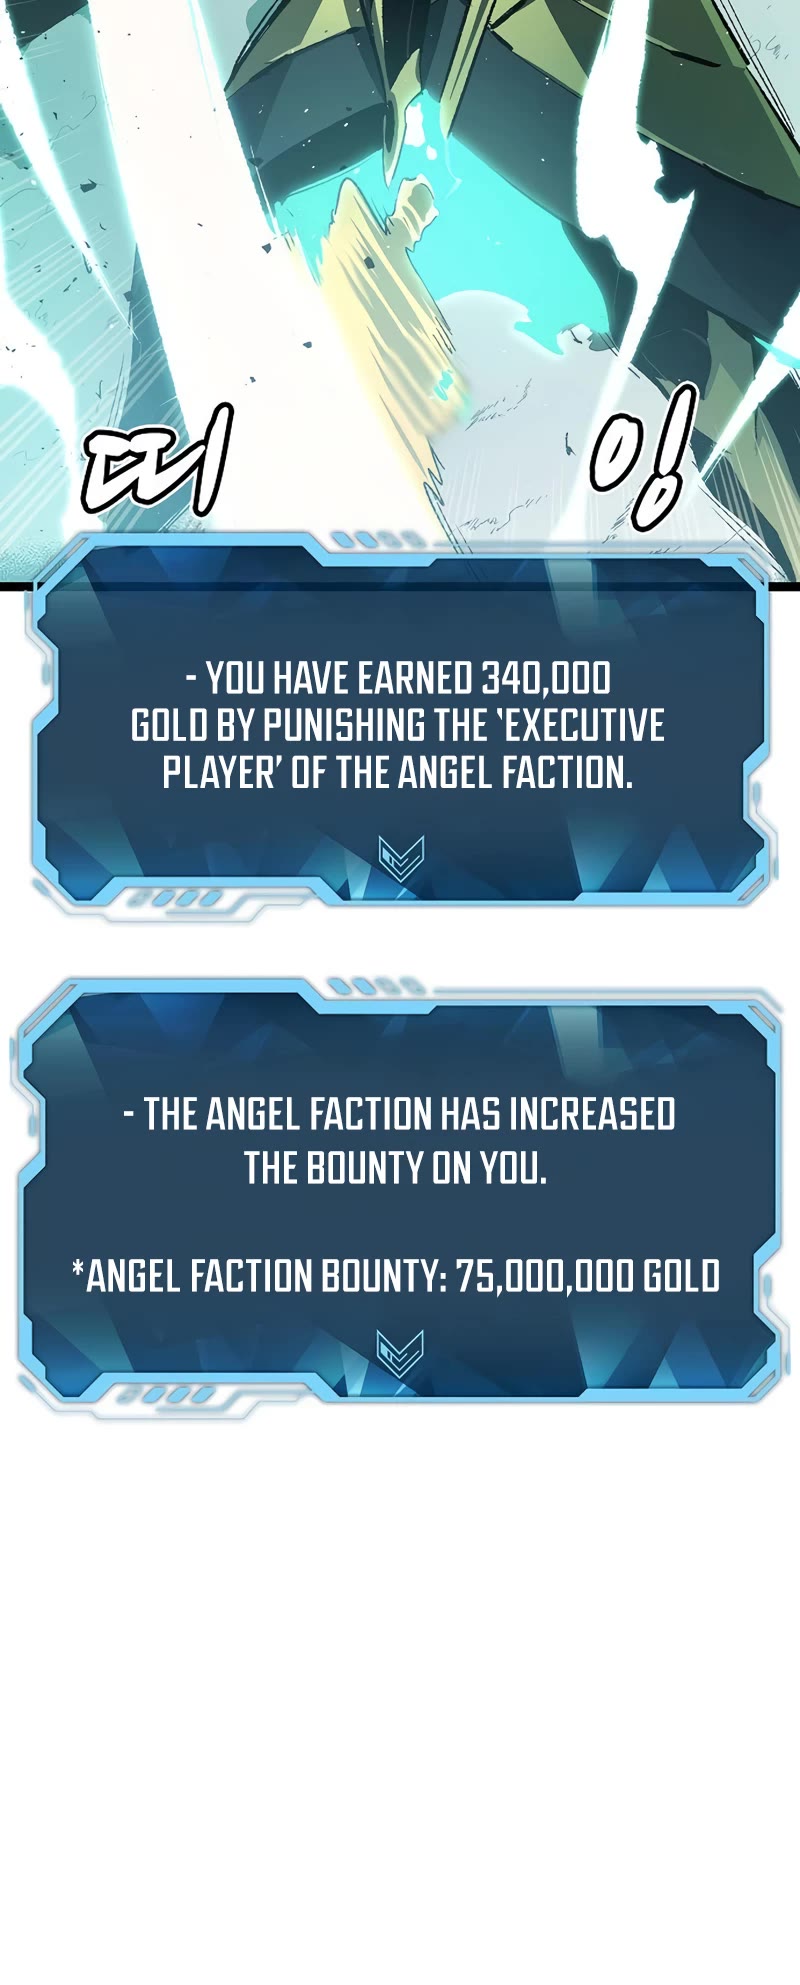 띠 이!
- YOU HAVE EARNED 340,000
GOLD BY PUNISHING THE ‘EXECUTIVE
PLAYER’ OF THE ANGEL FACTION.
- THE ANGEL FACTION HAS INCREASED
THE BOUNTY ON YOU.
*ANGEL FACTION BOUNTY: 75,000,000 GOLD